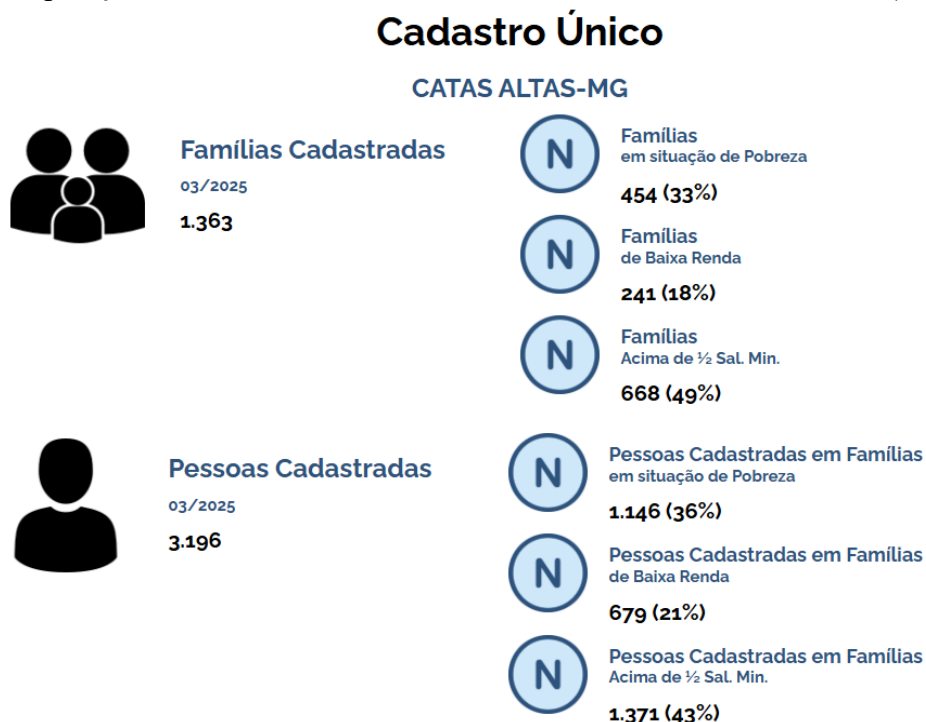 Cadastro Único
CATAS ALTAS-MG
Famílias Cadastradas
03/2025
1.363
N
Famílias
em situação de Pobreza
454 (33%)
N
Famílias
de Baixa Renda
241 (18%)
N
Famílias
Acima de ½ Sal. Min.
668 (49%)
Pessoas Cadastradas
03/2025
3.196
N
Pessoas Cadastradas em Famílias
em situação de Pobreza
1.146 (36%)
N
Pessoas Cadastradas em Famílias
de Baixa Renda
679 (21%)
N
Pessoas Cadastradas em Famílias
Acima de ½ Sal. Min.
1.371 (43%)